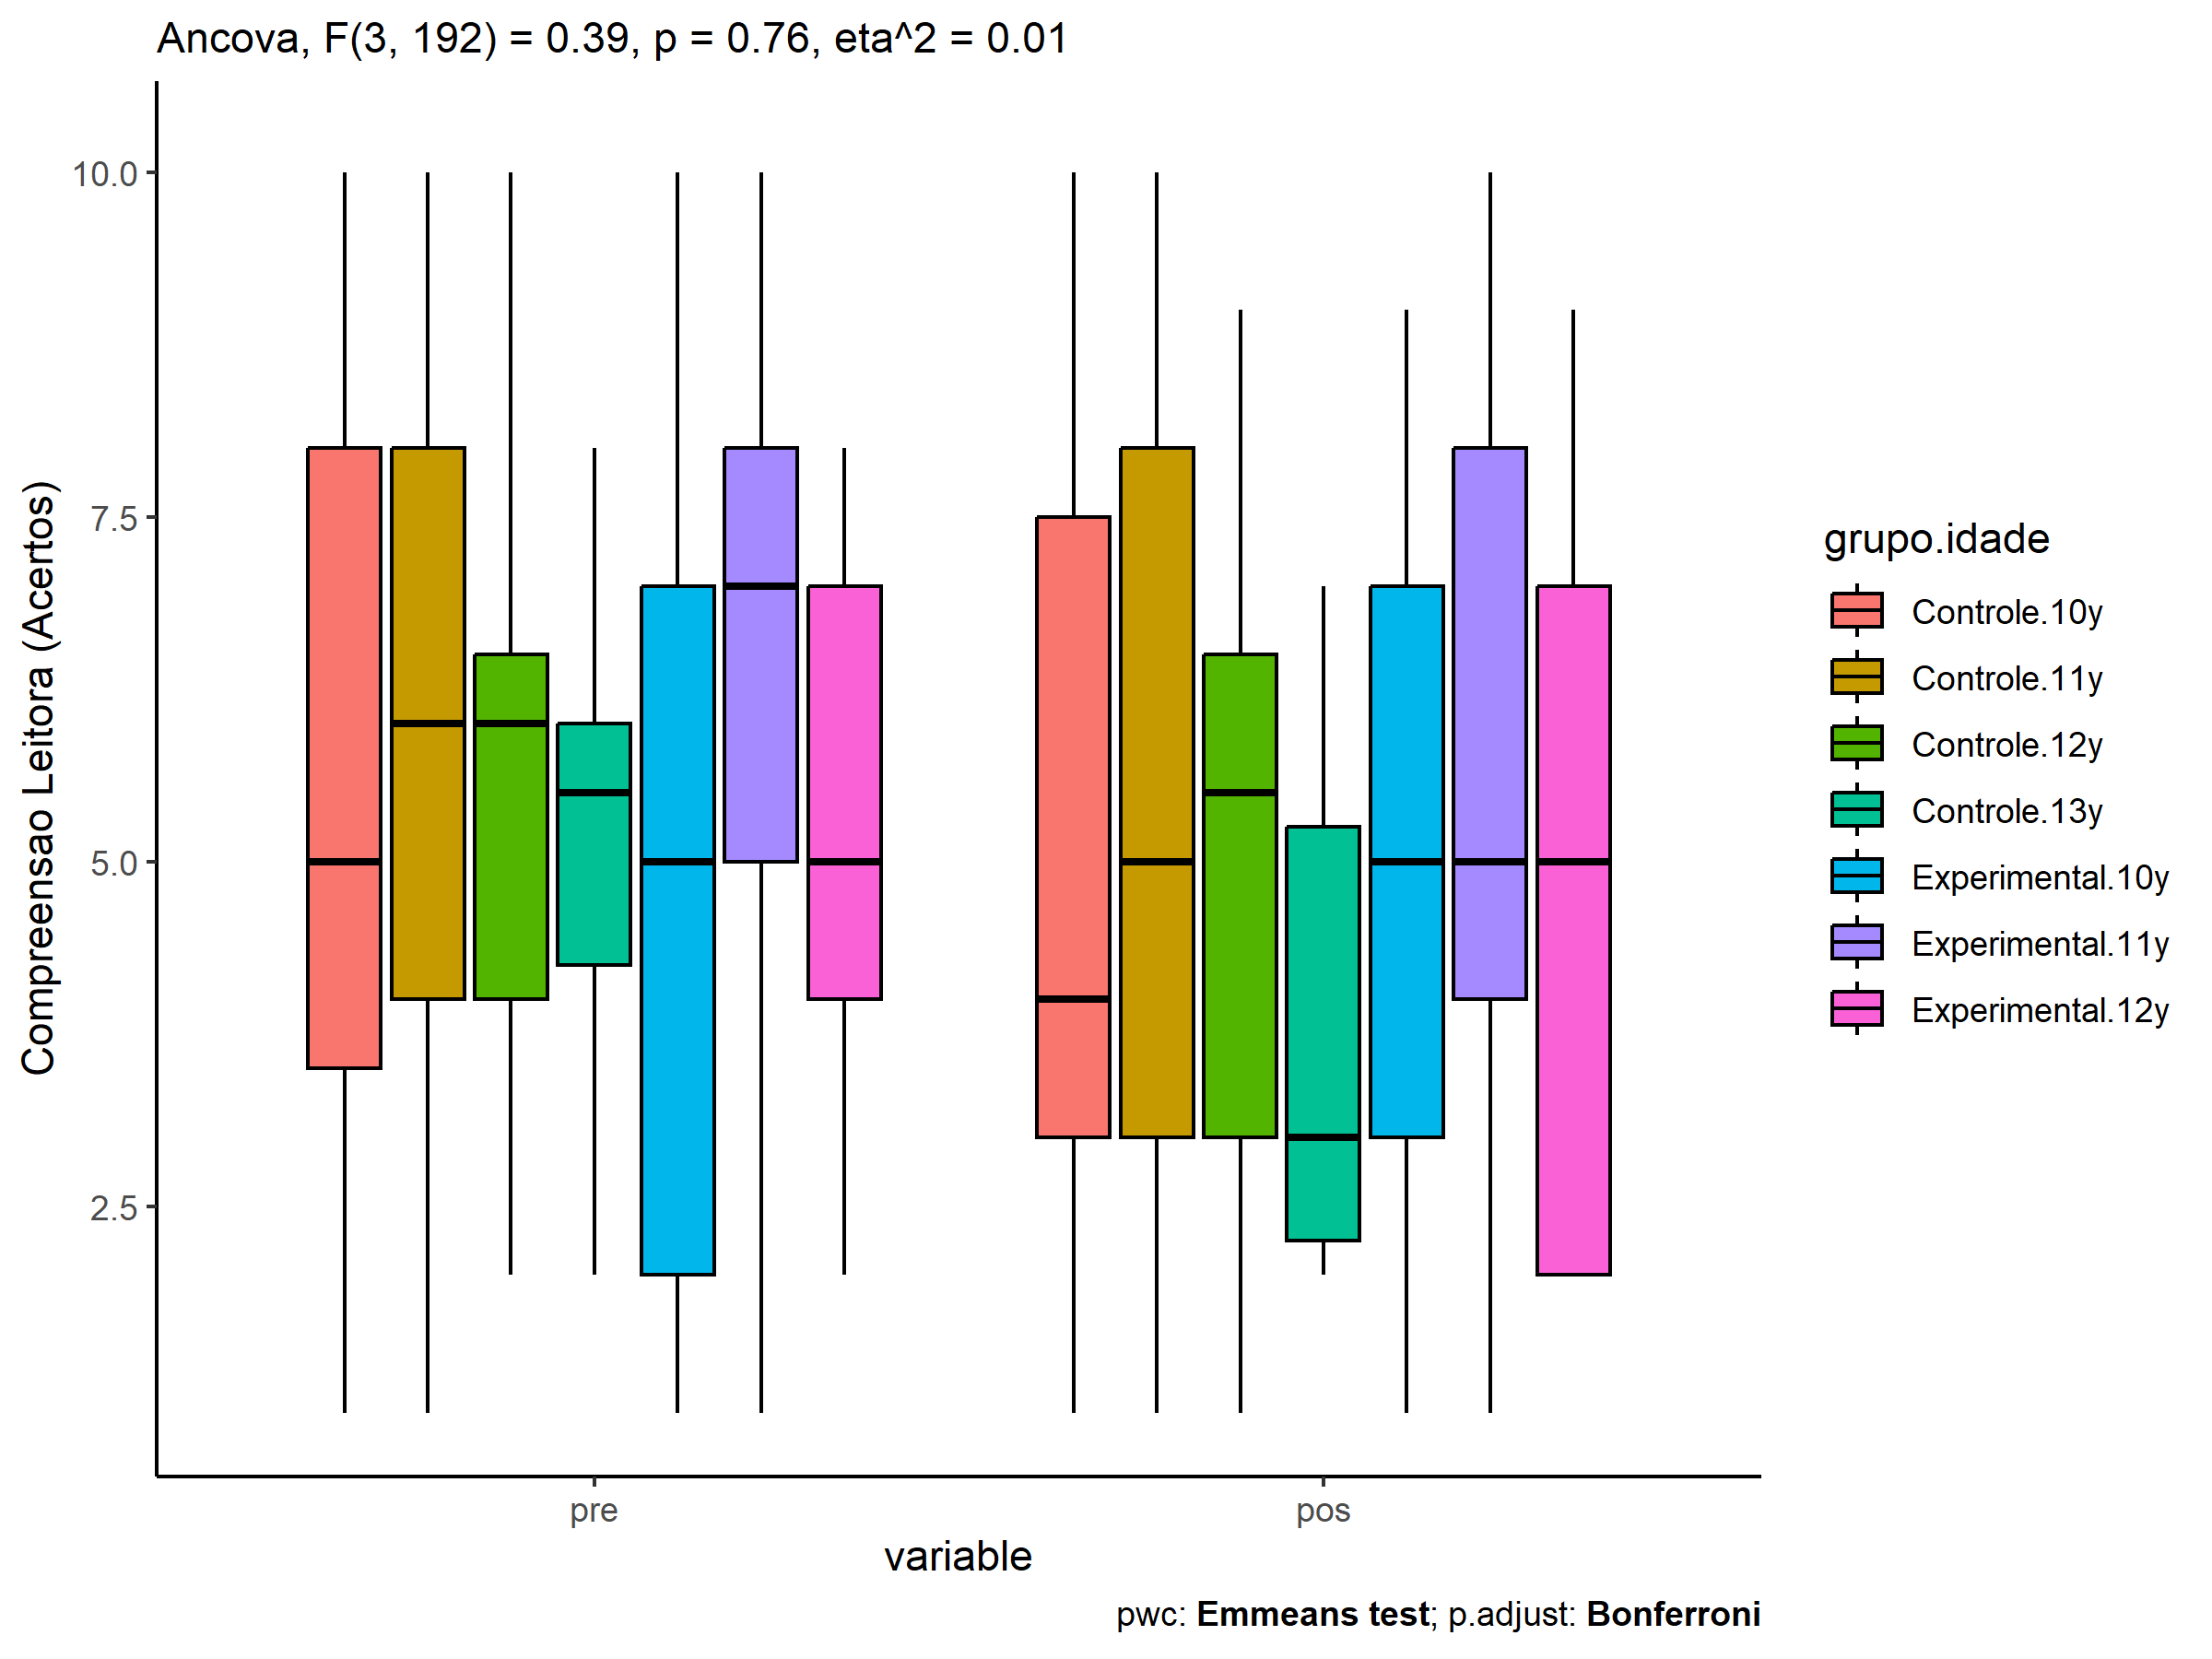 Ancova, F(3, 192) = 0.39, p = 0.76, eta^2 = 0.01
Compreensao Leitora (Acertos)
10.0
7.5
5.0
2.5
pre
pos
variable
grupo.idade
Controle.10y
Controle.11y
Controle.12y
Controle.13y
Experimental.10y
Experimental.11y
Experimental.12y
pwc: Emmeans test; p.adjust: Bonferroni